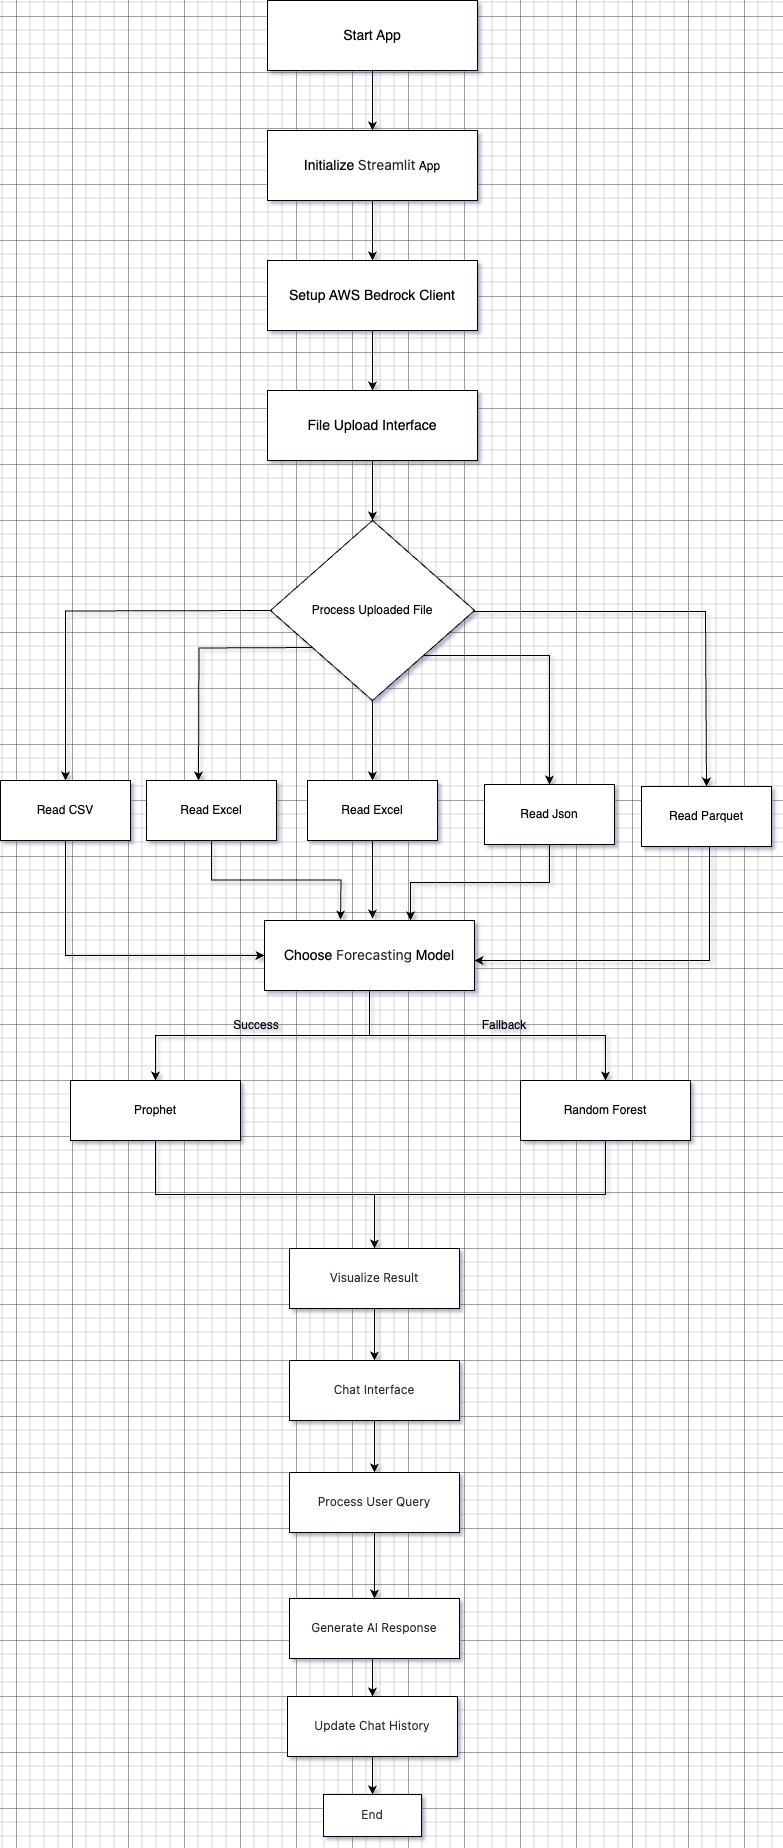 Start App
Initialize Streamlit App
Setup AWS Bedrock Client
File Upload Interface
Process Uploaded File
Read CSV
Read Excel
Read Excel
Read Json
Read Parquet
Choose Forecasting Model
Success
Fallback
Prophet
Random Forest
Visualize Result
Chat Interface
Process User Query
Generate AI Response
Update Chat History
End